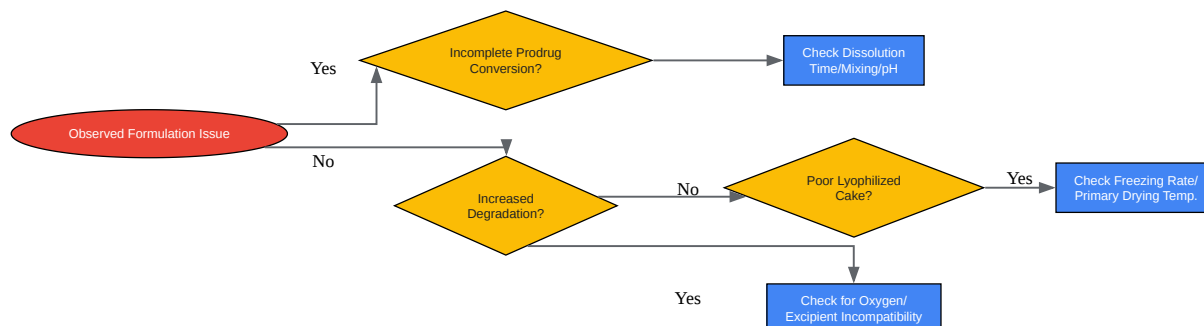 Incomplete Prodrug
Conversion?
Check Dissolution
Time/Mixing/pH
Yes
Observed Formulation Issue
No
Increased
Degradation?
No
Poor Lyophilized
Cake?
Yes
Check Freezing Rate/
Primary Drying Temp.
Yes
Check for Oxygen/
Excipient Incompatibility